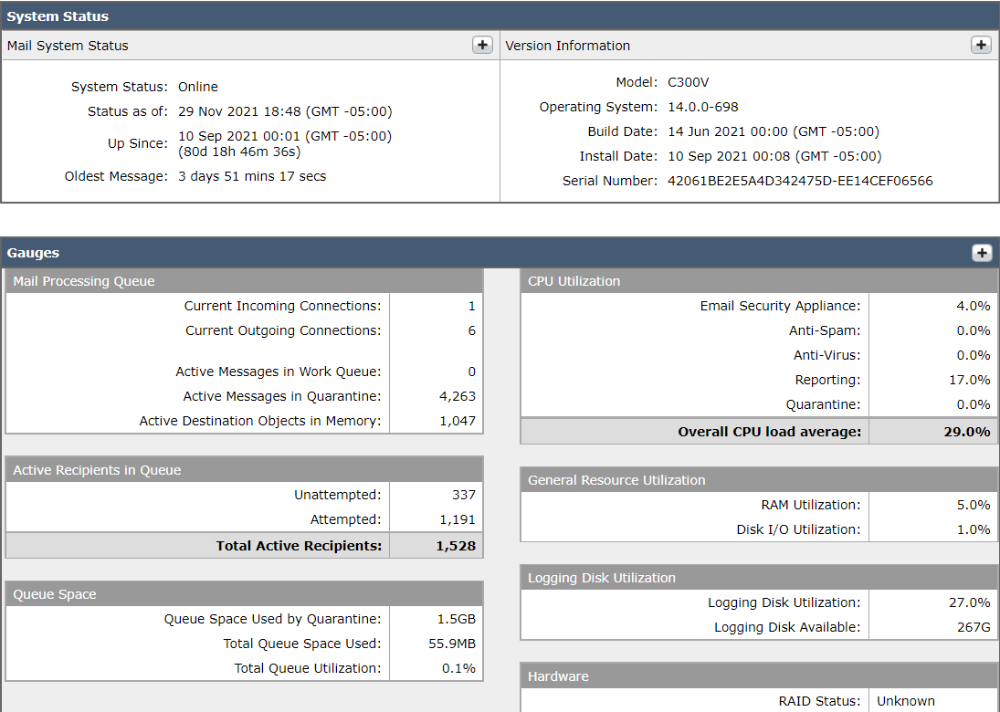 System Status
Mail System Status
System Status: Online
Status as of: 29 Nov 2021 18:48 (GMT -05:00)
Up Since: 10 Sep 2021 00:01 (GMT -05:00)
(80d 18h 46m 36s)
Oldest Message: 3 days 51 mins 17 secs
Version Information
Model: C300V
Operating System: 14.0.0-698
Build Date: 14 Jun 2021 00:00 (GMT -05:00)
Install Date: 10 Sep 2021 00:08 (GMT -05:00)
Serial Number: 42061BE2E5A4D342475D-EE14CEF06566
Gauges
Mail Processing Queue
Current Incoming Connections: 1
Current Outgoing Connections: 6
Active Messages in Work Queue: 0
Active Messages in Quarantine: 4,263
Active Destination Objects in Memory: 1,047
Active Recipients in Queue
Unattempted: 337
Attempted: 1,191
Total Active Recipients: 1,528
Queue Space
Queue Space Used by Quarantine: 1.5GB
Total Queue Space Used: 55.9MB
Total Queue Utilization: 0.1%
CPU Utilization
Email Security Appliance: 4.0%
Anti-Spam: 0.0%
Anti-Virus: 0.0%
Reporting: 17.0%
Quarantine: 0.0%
Overall CPU load average: 29.0%
General Resource Utilization
RAM Utilization: 5.0%
Disk I/O Utilization: 1.0%
Logging Disk Utilization
Logging Disk Utilization: 27.0%
Logging Disk Available: 267G
Hardware
RAID Status: Unknown